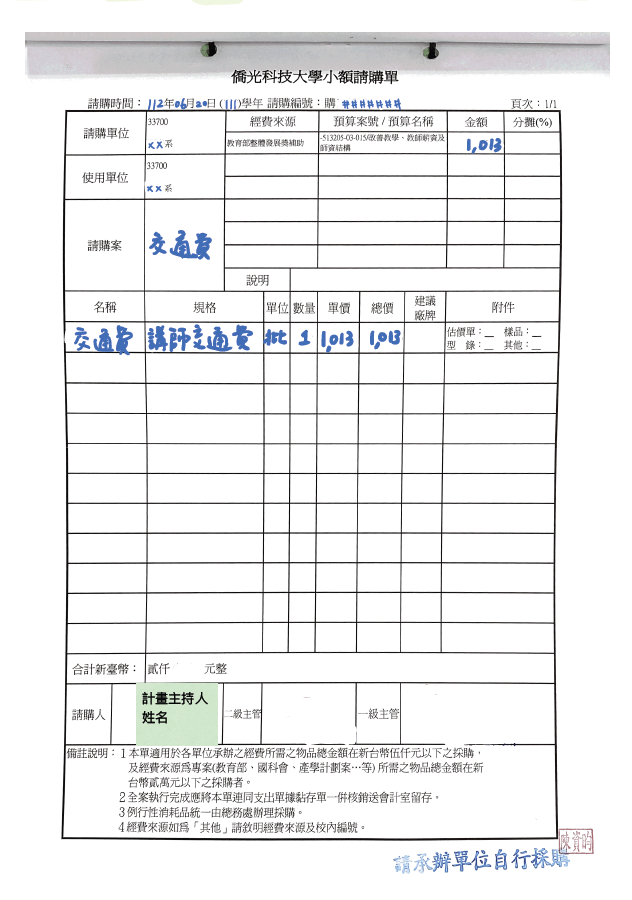 僑光科技大學小額請購單
請購時間：112年06月20日(111)學年 請購編號：購 ####### 頁次：1/1
請購單位 33700 xx系 經費來源 預算案號/預算名稱 金額 分攤(%)
教育部整體發展獎補助 -513205-03-015/改善教學、教師薪資及師資結構 1,013
使用單位 33700 xx系
請購案 交通費
說明
名稱 規格 單位 數量 單價 總價 建議廠牌 附件
交通費 講師交通費 批 1 1,013 1,013 估價單：＿ 樣品：＿
型 錄：＿ 其他：＿
合計新臺幣： 貳仟 元整
請購人 計畫主持人姓名 二級主管 一級主管
備註說明：1本單適用於各單位承辦之經費所需之物品總金額在新台幣伍仟元以下之採購，
及經費來源為專案(教育部、國科會、產學計劃案…等)所需之物品總金額在新
台幣貳萬元以下之採購者。
2全案執行完成應將本單連同支出單據黏存單一併核銷送會計室留存。
3例行性消耗品統一由總務處辦理採購。
4經費來源如為「其他」請敘明經費來源及校內編號。
請承辦單位自行採購